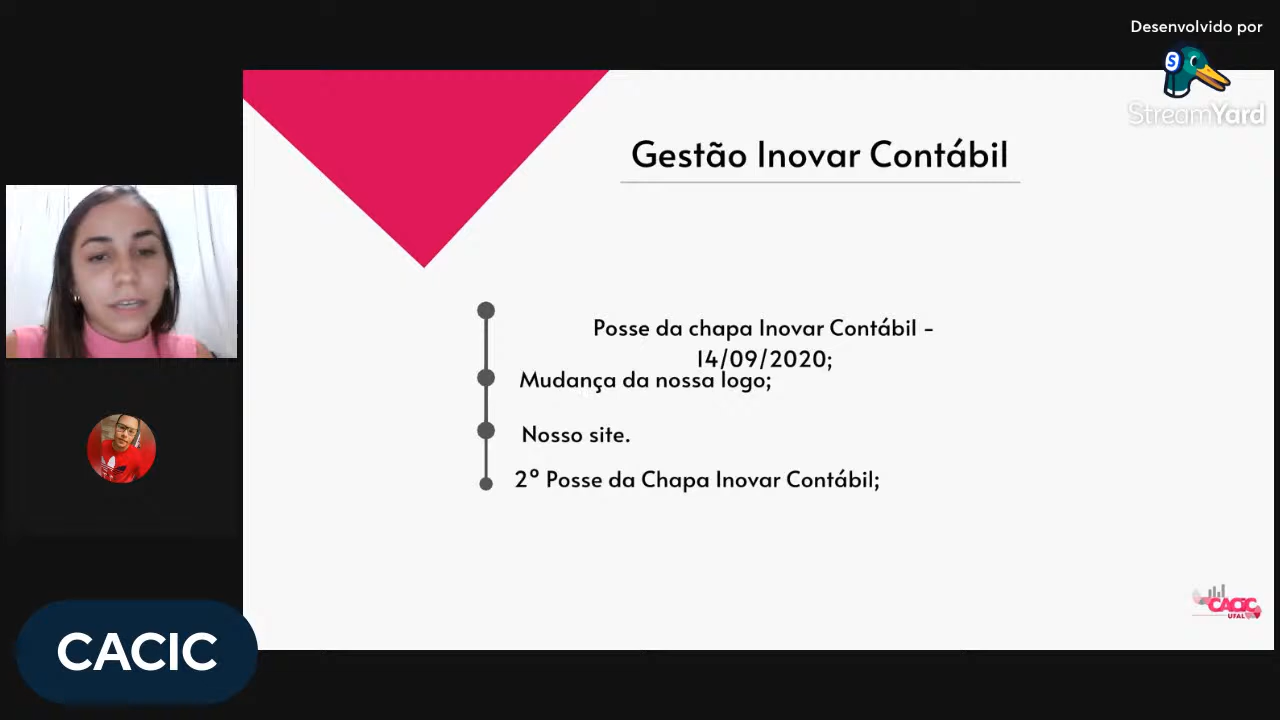 Desenvolvido por
S
StreamYard
Gestão Inovar Contábil
Posse da chapa Inovar Contábil -
14/09/2020;
Mudança da nossa logo;
Nosso site.
2º Posse da Chapa Inovar Contábil;
CACIC
UFAL
CACIC